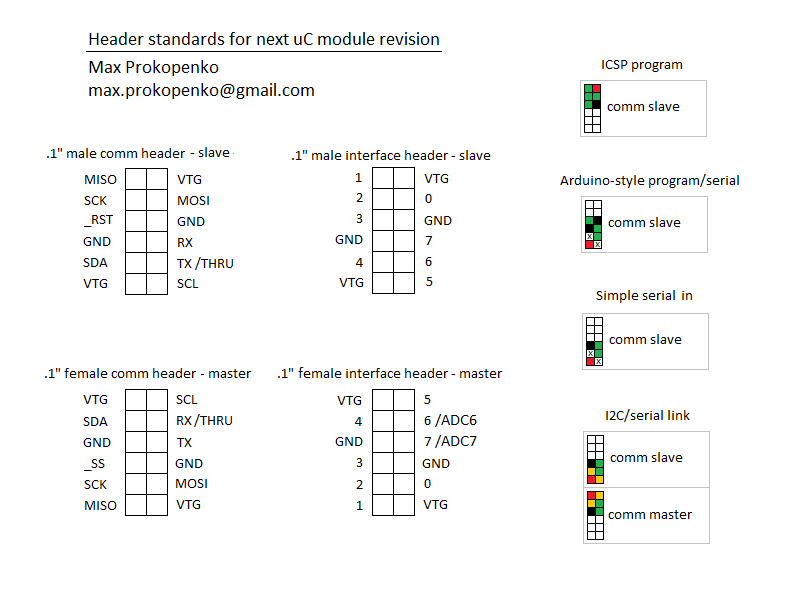 Header standards for next uC module revision
Max Prokopenko
max.prokopenko@gmail.com
.1" male comm header - slave
MISO VTG
SCK MOSI
_RST GND
GND RX
SDA TX /THRU
VTG SCL
.1" male interface header - slave
1 VTG
2 0
3 GND
GND 7
4 6
VTG 5
.1" female comm header - master
VTG SCL
SDA RX /THRU
GND TX
_SS GND
SCK MOSI
MISO VTG
.1" female interface header - master
VTG 5
4 6 /ADC6
GND 7 /ADC7
3 GND
2 0
1 VTG
ICSP program
comm slave
Arduino-style program/serial
comm slave
x
x
Simple serial in
comm slave
x
x
I2C/serial link
comm slave
comm master